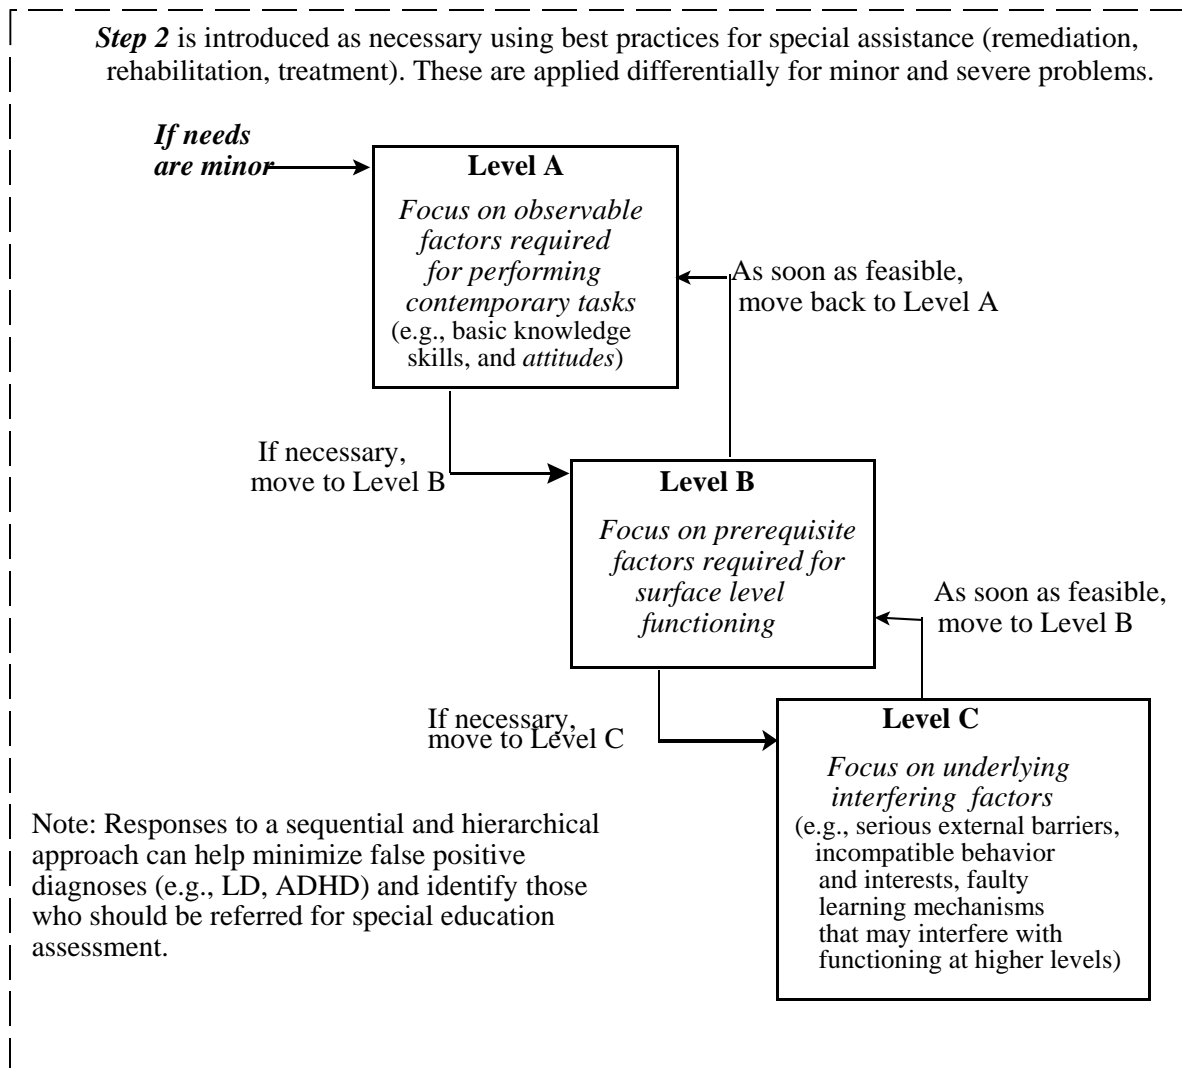 Step 2 is introduced as necessary using best practices for special assistance (remediation,
rehabilitation, treatment). These are applied differentially for minor and severe problems.
If needs
are minor
Level A
Focus on observable
factors required
for performing
contemporary tasks
(e.g., basic knowledge
skills, and attitudes)
As soon as feasible,
move back to Level A
If necessary,
move to Level B
Level B
Focus on prerequisite
factors required for
surface level
functioning
As soon as feasible,
move to Level B
If necessary,
move to Level C
Level C
Focus on underlying
interfering factors
(e.g., serious external barriers,
incompatible behavior
and interests, faulty
learning mechanisms
that may interfere with
functioning at higher levels)
Note: Responses to a sequential and hierarchical
approach can help minimize false positive
diagnoses (e.g., LD, ADHD) and identify those
who should be referred for special education
assessment.